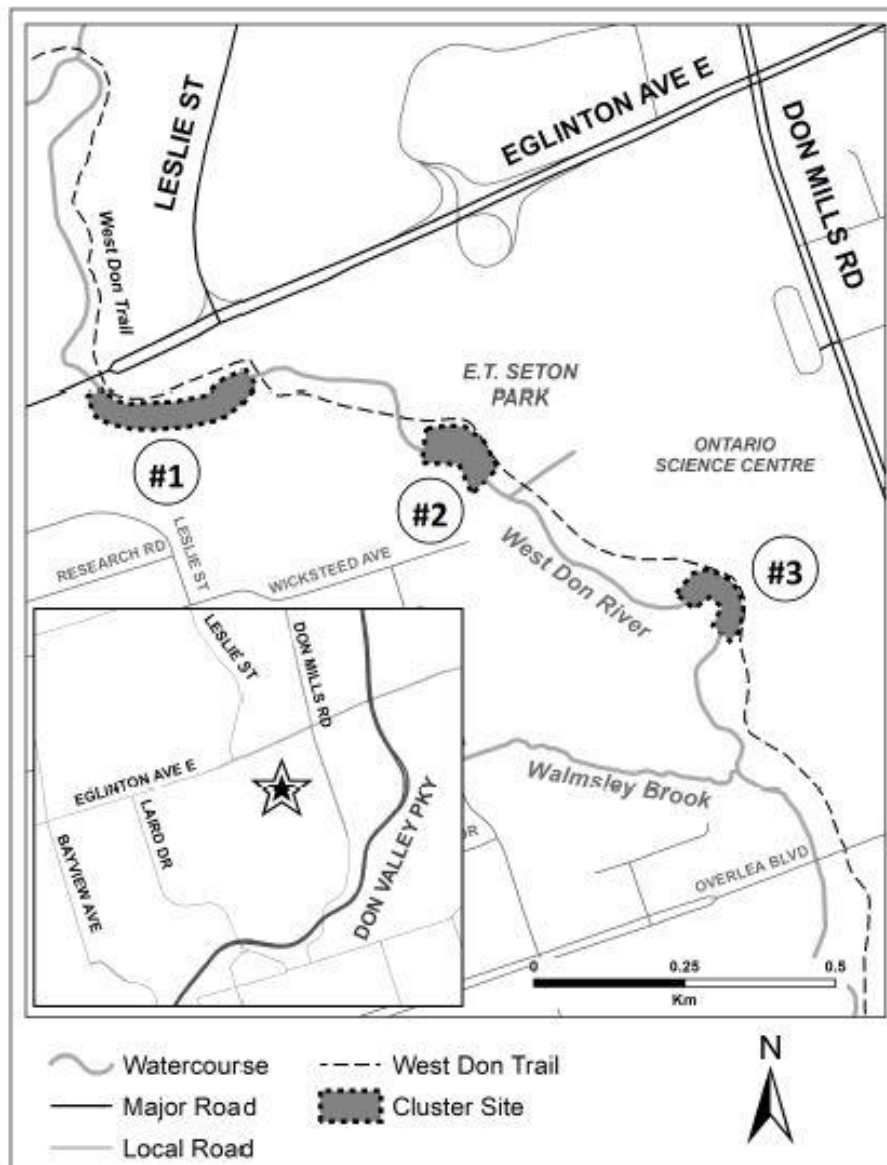 LESLIE ST
EGLINTON AVE E
DON MILLS RD
West Don Trail
E.T. SETON
PARK
ONTARIO
SCIENCE CENTRE
#1
#2
#3
LESLIE ST
RESEARCH RD
WICKSTEED AVE
West Don River
Walmsley Brook
OVERLEA BLVD
DR
LESLIE ST
DON MILLS RD
EGLINTON AVE E
LAIRD DR
BAYVIEW AVE
DON VALLEY PKY
0 0.25 0.5
Km
Watercourse
West Don Trail
Major Road
Cluster Site
Local Road
N